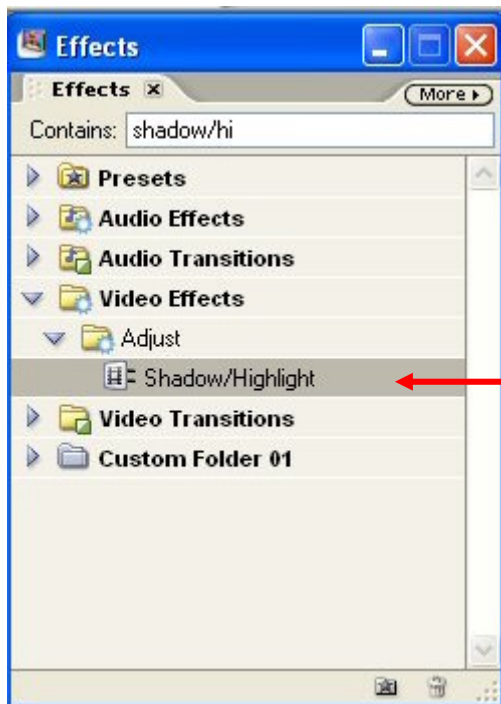 Effects
Effects
More
Contains: shadow/hi
Presets
Audio Effects
Audio Transitions
Video Effects
Adjust
Shadow/Highlight
Video Transitions
Custom Folder 01